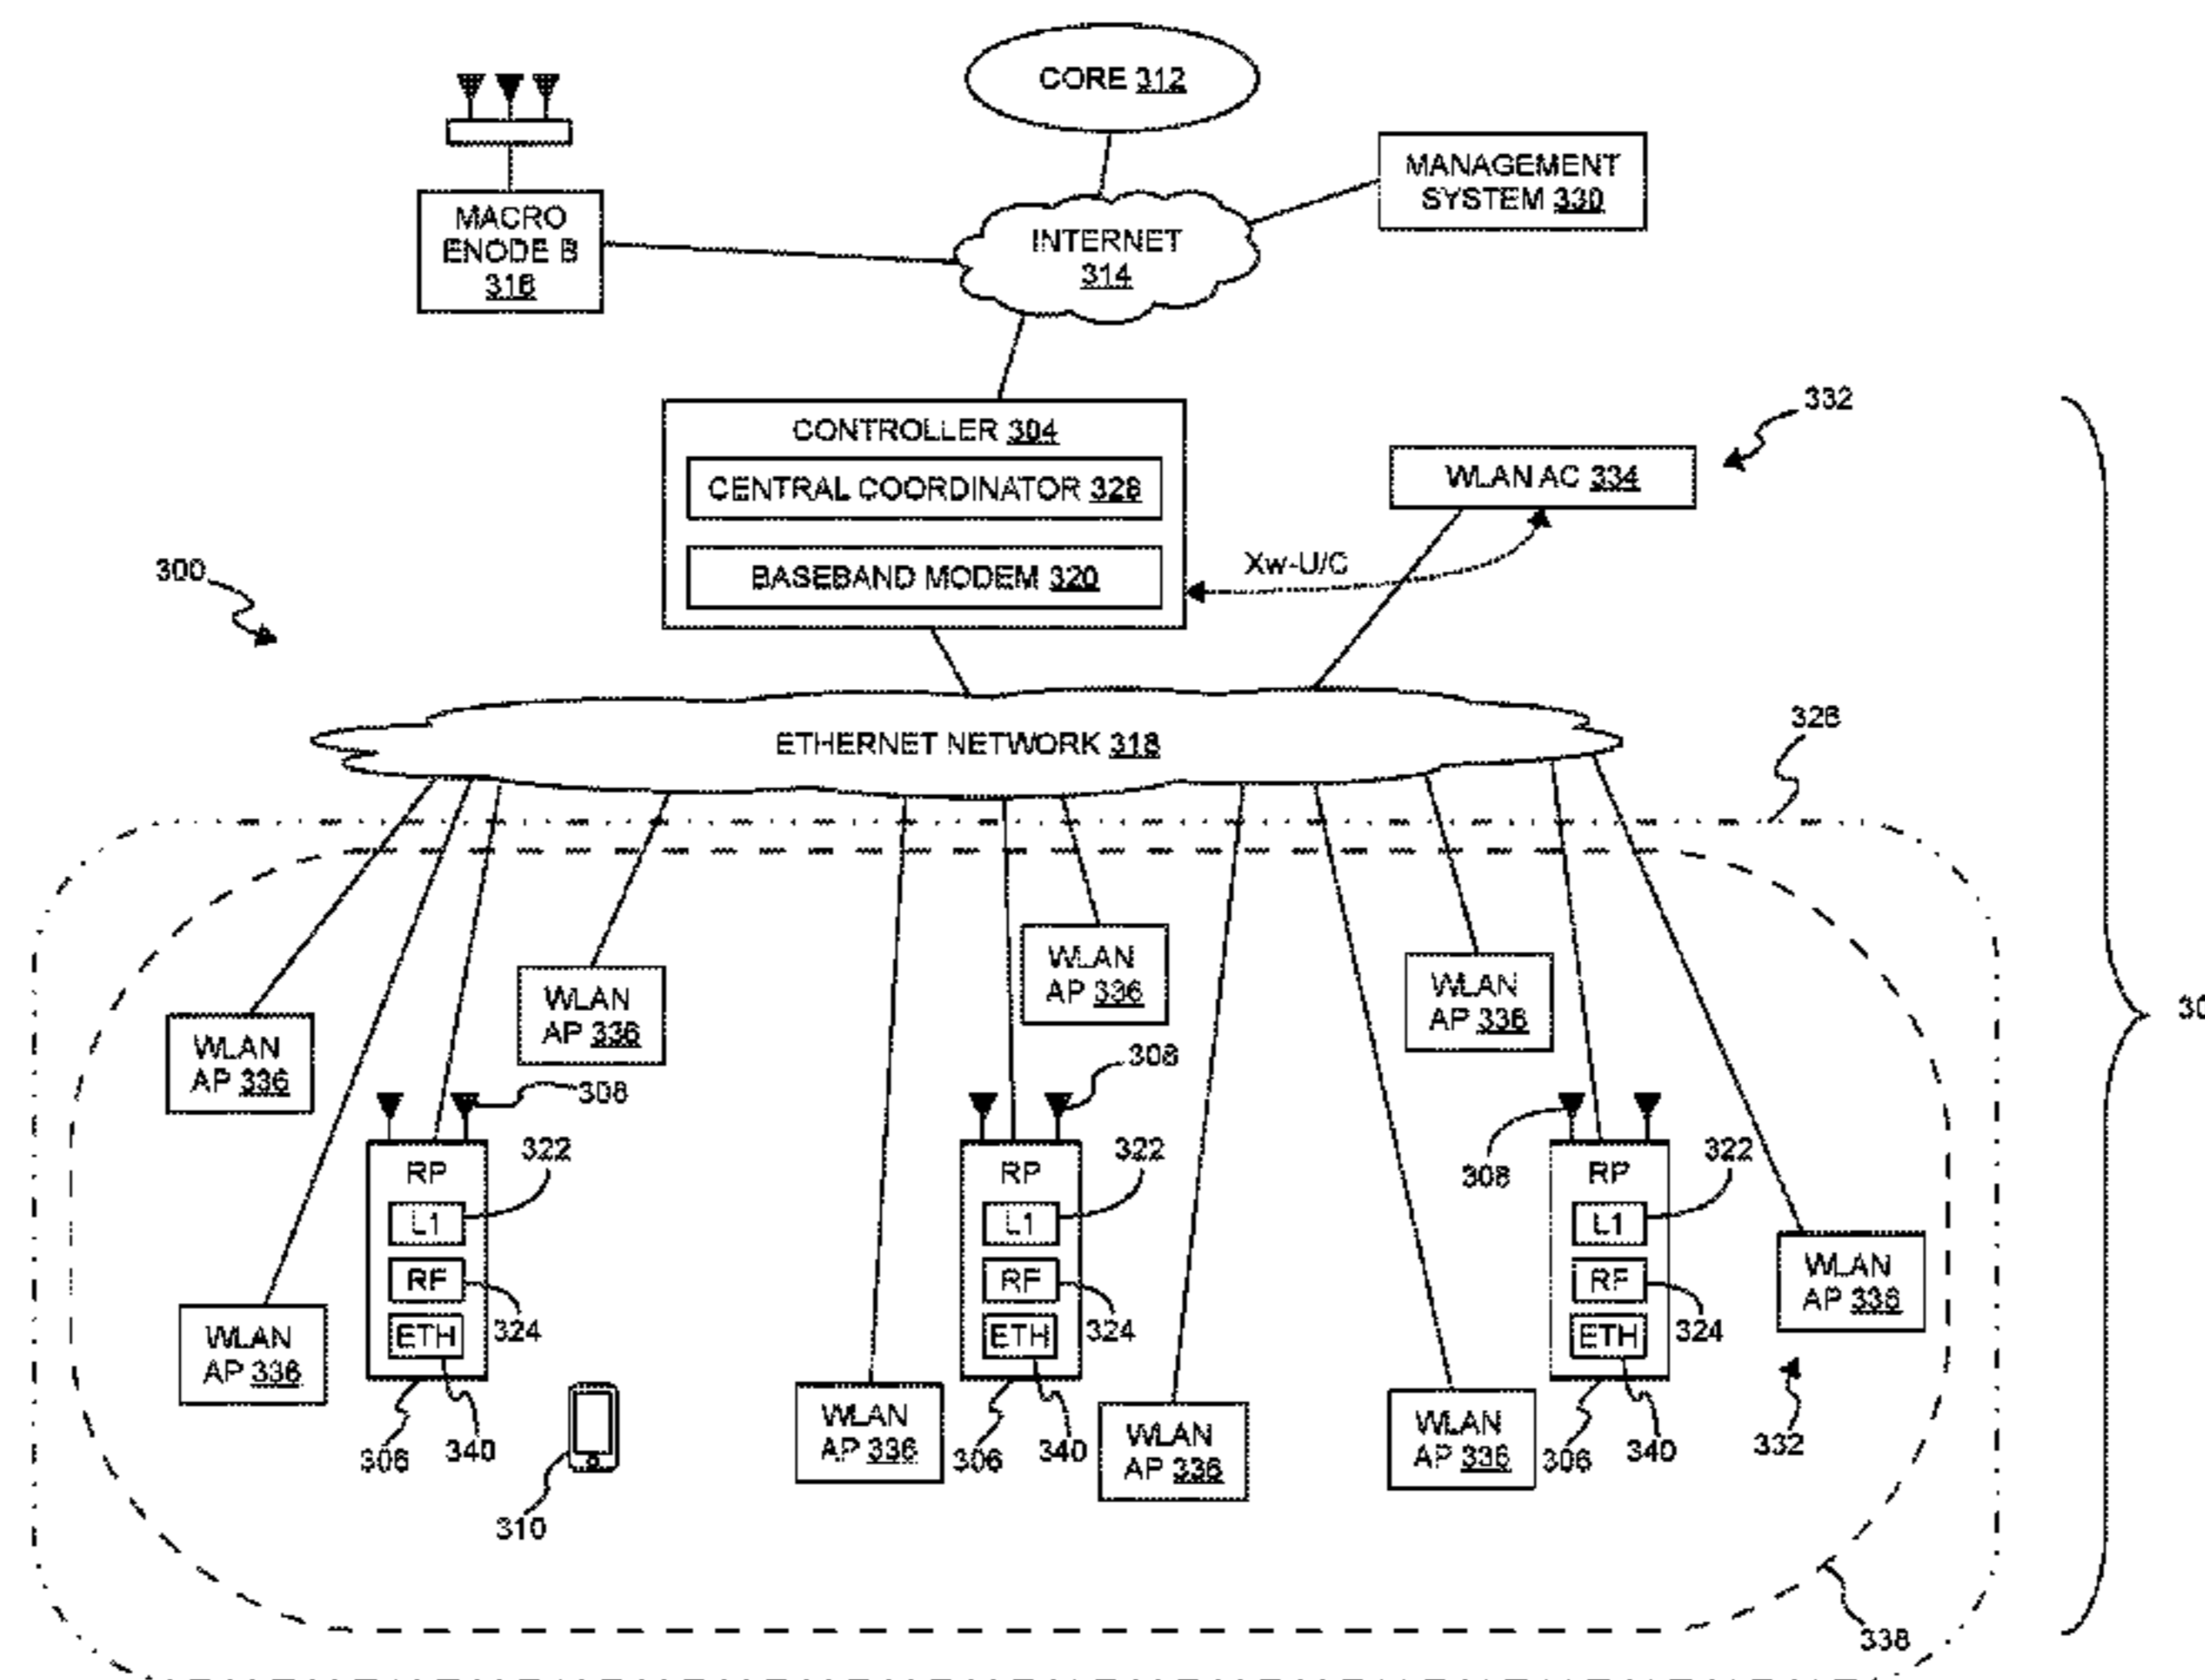 CORE 312
MANAGEMENT
SYSTEM 330
MACRO
ENODE B
316
INTERNET
314
332
CONTROLLER 304
WLAN AC 334
CENTRAL COORDINATOR 328
Xw-U/C
BASEBAND MODEM 320
300
326
ETHERNET NETWORK 318
WLAN
AP 336
WLAN
AP 336
WLAN
AP 336
WLAN
AP 336
30
308
308
308
RP
L1
RF
ETH
322
324
306
340
RP
L1
RF
ETH
322
324
306
340
RP
L1
RF
ETH
322
324
306
340
WLAN
AP 336
WLAN
AP 336
WLAN
AP 336
WLAN
AP 336
WLAN
AP 336
332
310
338